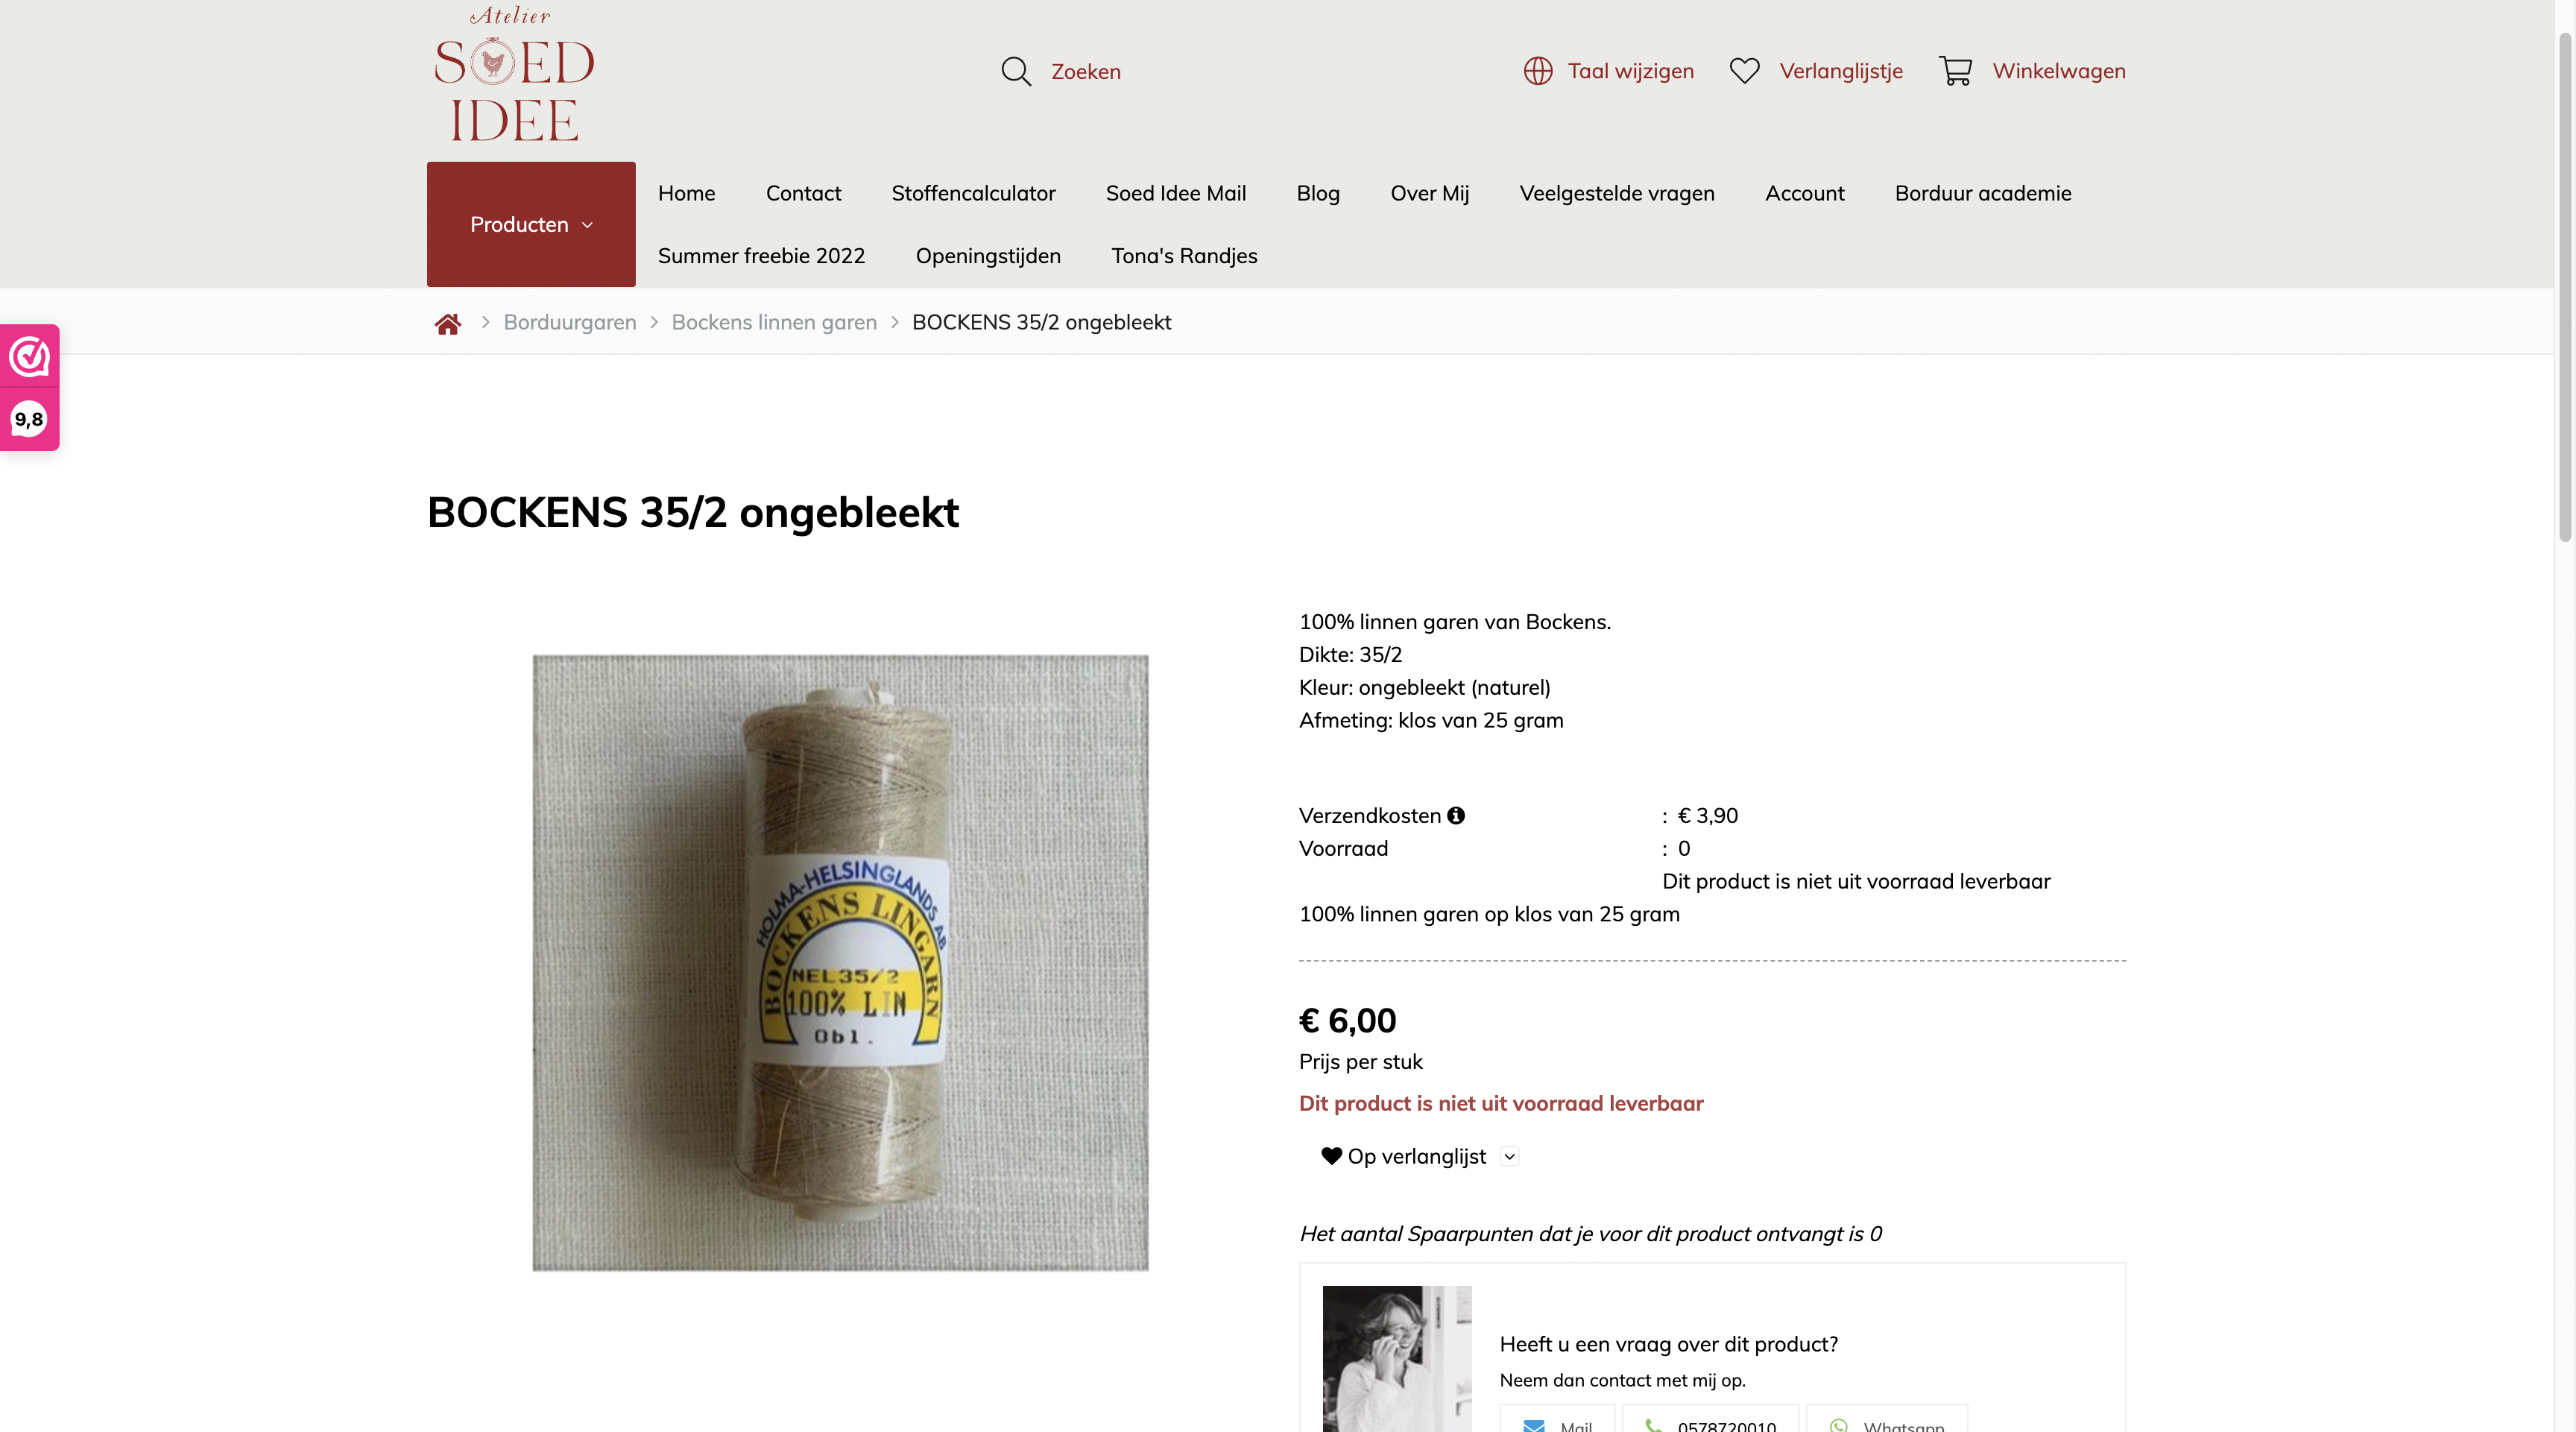 Atelier
SOED
IDEE
Zoeken
Taal wijzigen
Verlanglijstje
Winkelwagen
Producten
Home
Contact
Stoffencalculator
Soed Idee Mail
Blog
Over Mij
Veelgestelde vragen
Account
Borduur academie
Summer freebie 2022
Openingstijden
Tona's Randjes
Borduurgaren > Bockens linnen garen > BOCKENS 35/2 ongebleekt
9,8
BOCKENS 35/2 ongebleekt
HOLMA-HELSINGLANDS AB
BOCKENS LINGARN
NEL35/2
100% LIN
Obl.
100% linnen garen van Bockens.
Dikte: 35/2
Kleur: ongebleekt (naturel)
Afmeting: klos van 25 gram
Verzendkosten : € 3,90
Voorraad : 0
Dit product is niet uit voorraad leverbaar
100% linnen garen op klos van 25 gram
€ 6,00
Prijs per stuk
Dit product is niet uit voorraad leverbaar
Op verlanglijst
Het aantal Spaarpunten dat je voor dit product ontvangt is 0
Heeft u een vraag over dit product?
Neem dan contact met mij op.
Mail
0578720010
Whatsapp